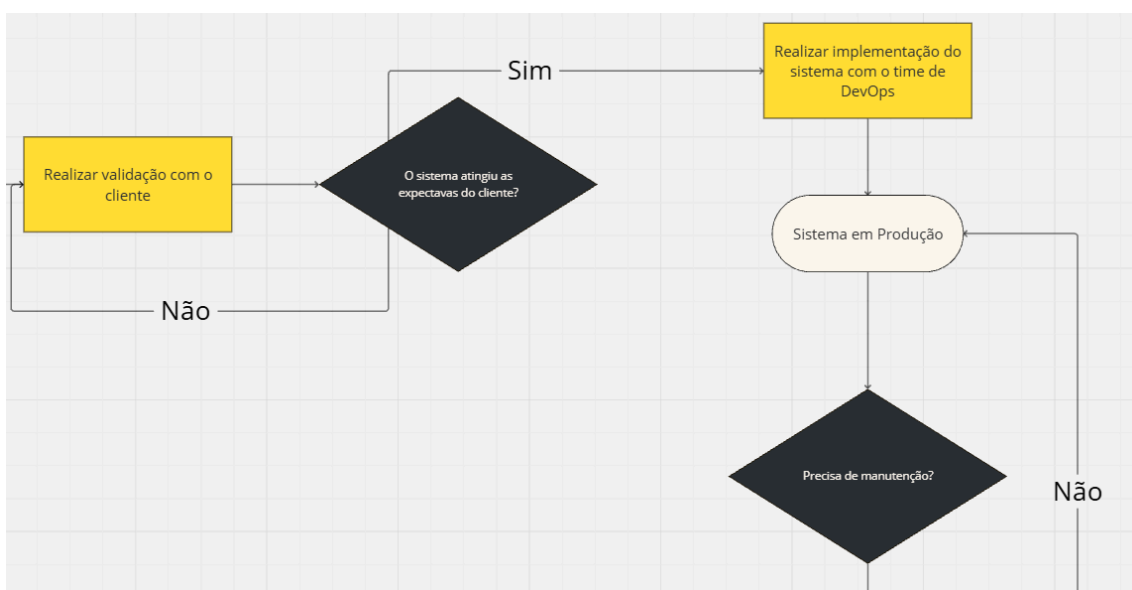 Sim
Realizar implementação do
sistema com o time de
DevOps
Realizar validação com o
cliente
O sistema atingiu as
expectavas do cliente?
Sistema em Produção
Não
Precisa de manutenção?
Não